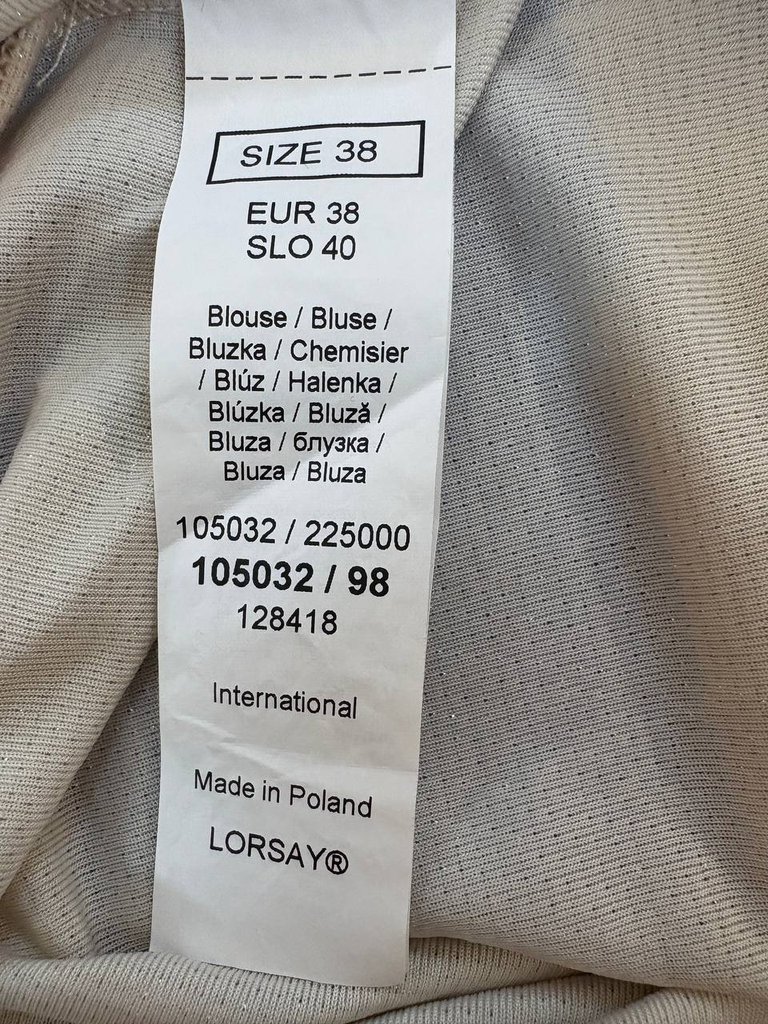 SIZE 38
EUR 38
SLO 40
Blouse / Bluse /
Bluzka / Chemisier
/ Blúz / Halenka /
Blúzka / Bluză /
Bluza / блузка /
Bluza / Bluza
105032 / 225000
105032 / 98
128418
International
Made in Poland
LORSAY®